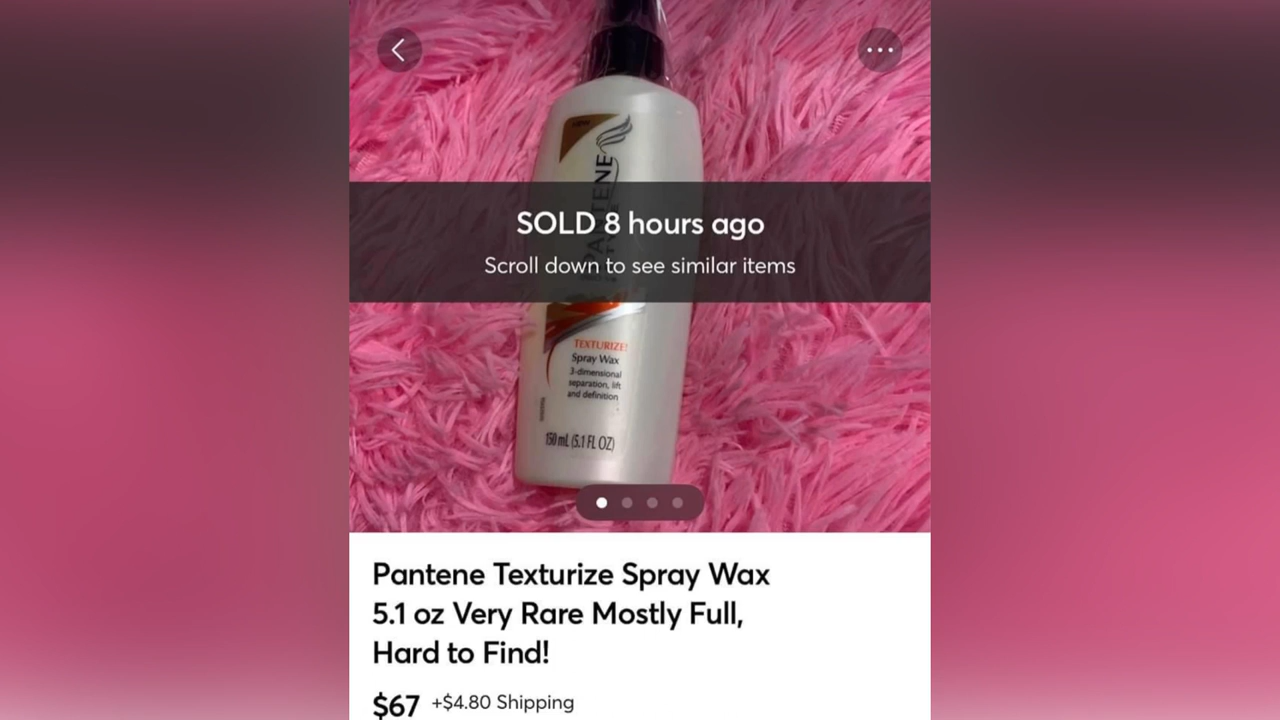 NEW
PANTENE
SOLD 8 hours ago
Scroll down to see similar items
TEXTURIZE!
Spray Wax
3-dimensional
separation, lift
and definition
150 mL (5.1 FL OZ)
Pantene Texturize Spray Wax
5.1 oz Very Rare Mostly Full,
Hard to Find!
$67 +$4.80 Shipping